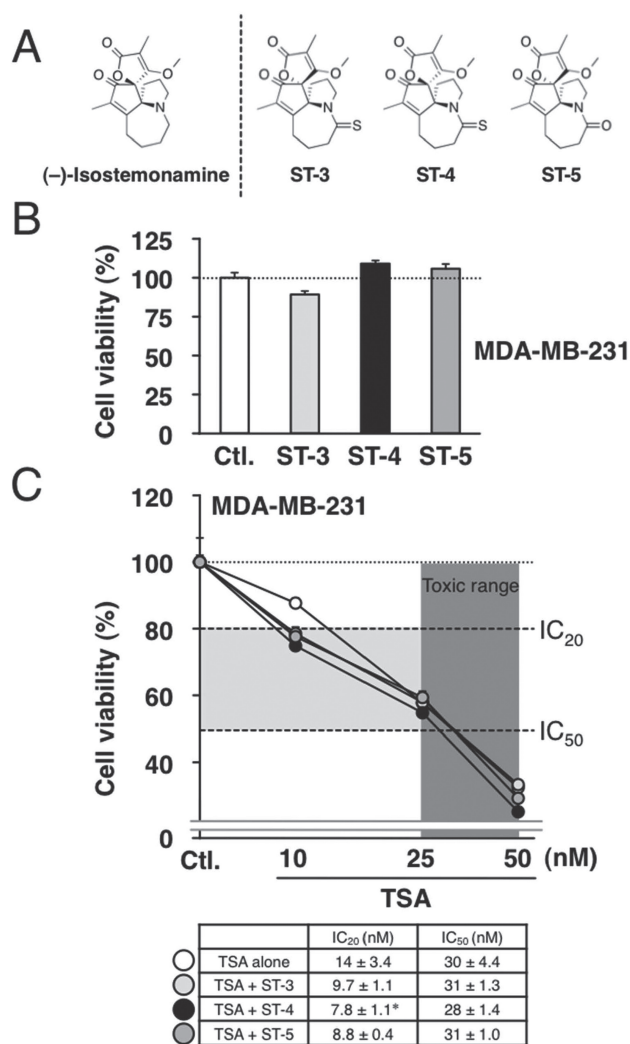 A
O
O
O
O
N
O
O
O
O
N
S
O
O
O
O
N
S
O
O
O
O
N
O
(–)-Isostemonamine
ST-3
ST-4
ST-5
B
Cell viability (%)
125
100
75
50
25
0
MDA-MB-231
Ctl.
ST-3
ST-4
ST-5
C
Cell viability (%)
120
100
80
60
40
0
MDA-MB-231
Toxic range
IC20
IC50
Ctl.
10
25
50
(nM)
TSA
IC20 (nM) IC50 (nM)
TSA alone 14 ± 3.4 30 ± 4.4
TSA + ST-3 9.7 ± 1.1 31 ± 1.3
TSA + ST-4 7.8 ± 1.1* 28 ± 1.4
TSA + ST-5 8.8 ± 0.4 31 ± 1.0